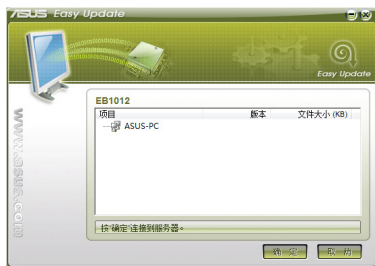 ASUS Easy Update
Easy Update
EB1012
项目 版本 文件大小 (KB)
ASUS-PC
按"确定"连接到服务器。
确 定 取 消
www.asus.com